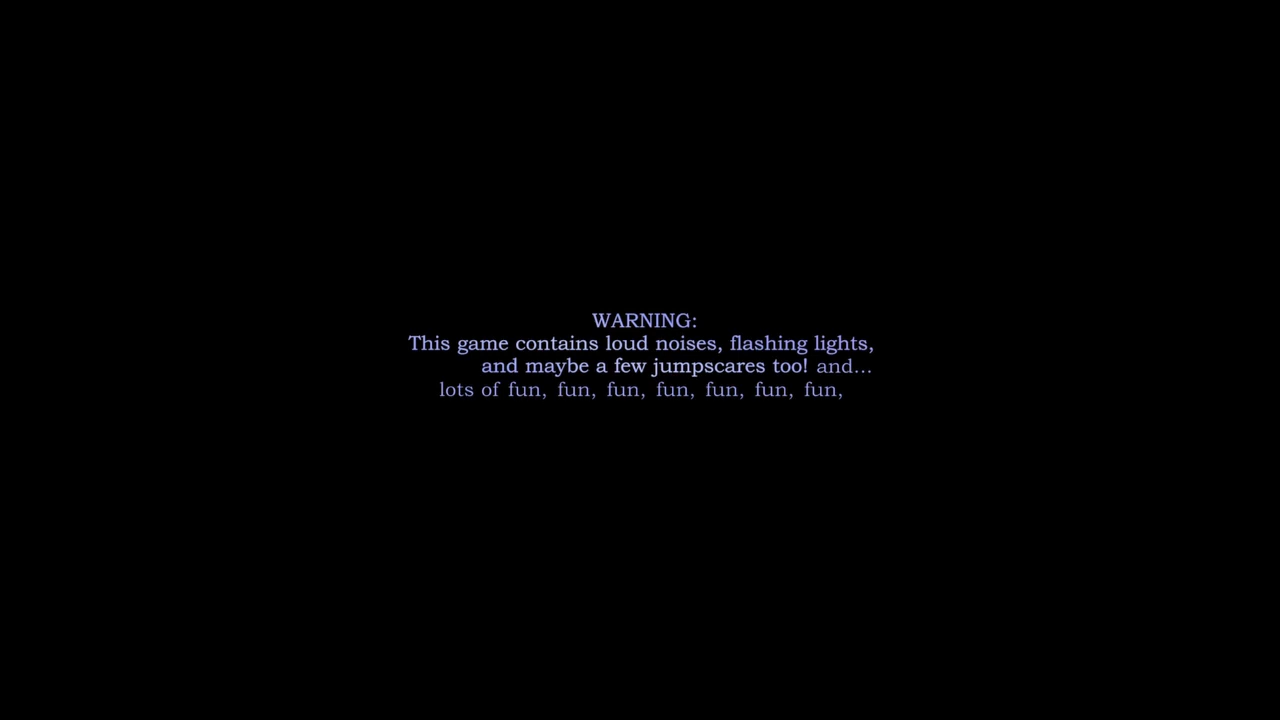 WARNING:
This game contains loud noises, flashing lights,
and maybe a few jumpscares too! and...
lots of fun, fun, fun, fun, fun, fun, fun,